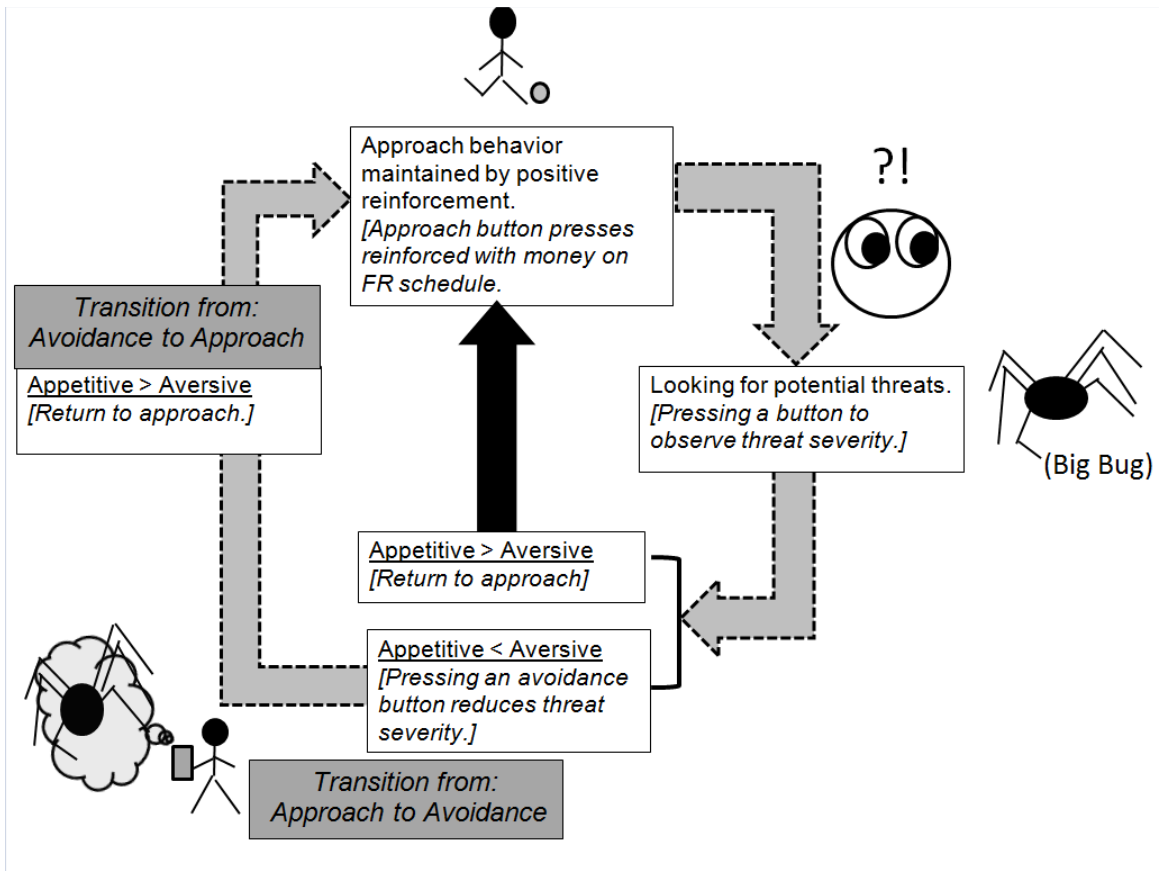 Approach behavior
maintained by positive
reinforcement.
[Approach button presses
reinforced with money on
FR schedule.
?!
Looking for potential threats.
[Pressing a button to
observe threat severity.]
(Big Bug)
Appetitive > Aversive
[Return to approach]
Appetitive < Aversive
[Pressing an avoidance
button reduces threat
severity.]
Transition from:
Approach to Avoidance
Transition from:
Avoidance to Approach
Appetitive > Aversive
[Return to approach.]